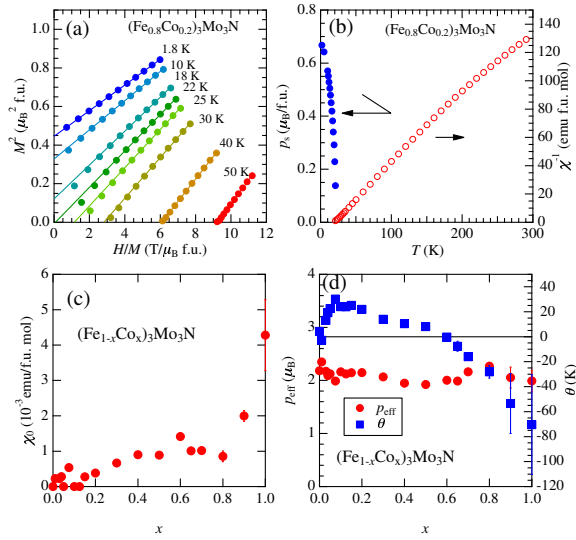 (a)
(Fe0.8Co0.2)3Mo3N
1.8 K
10 K
18 K
22 K
25 K
30 K
40 K
50 K
1.0
0.8
0.6
0.4
0.2
0.0
M² (μB² f.u.)
0 2 4 6 8 10 12
H/M (T/μB f.u.)
(b)
(Fe0.8Co0.2)3Mo3N
0.8
0.6
0.4
0.2
0.0
ps (μB/f.u.)
140
120
100
80
60
40
20
0
χ⁻¹ (emu f.u. mol)
0 100 200 300
T (K)
(c)
(Fe1-xCox)3Mo3N
6
5
4
3
2
1
0
χ0 (10⁻³ emu/f.u. mol)
0.0 0.2 0.4 0.6 0.8 1.0
x
(d)
4
3
2
1
0
peff (μB)
40
20
0
-20
-40
-60
-80
-100
-120
θ (K)
peff
θ
(Fe1-xCox)3Mo3N
0.0 0.2 0.4 0.6 0.8 1.0
x